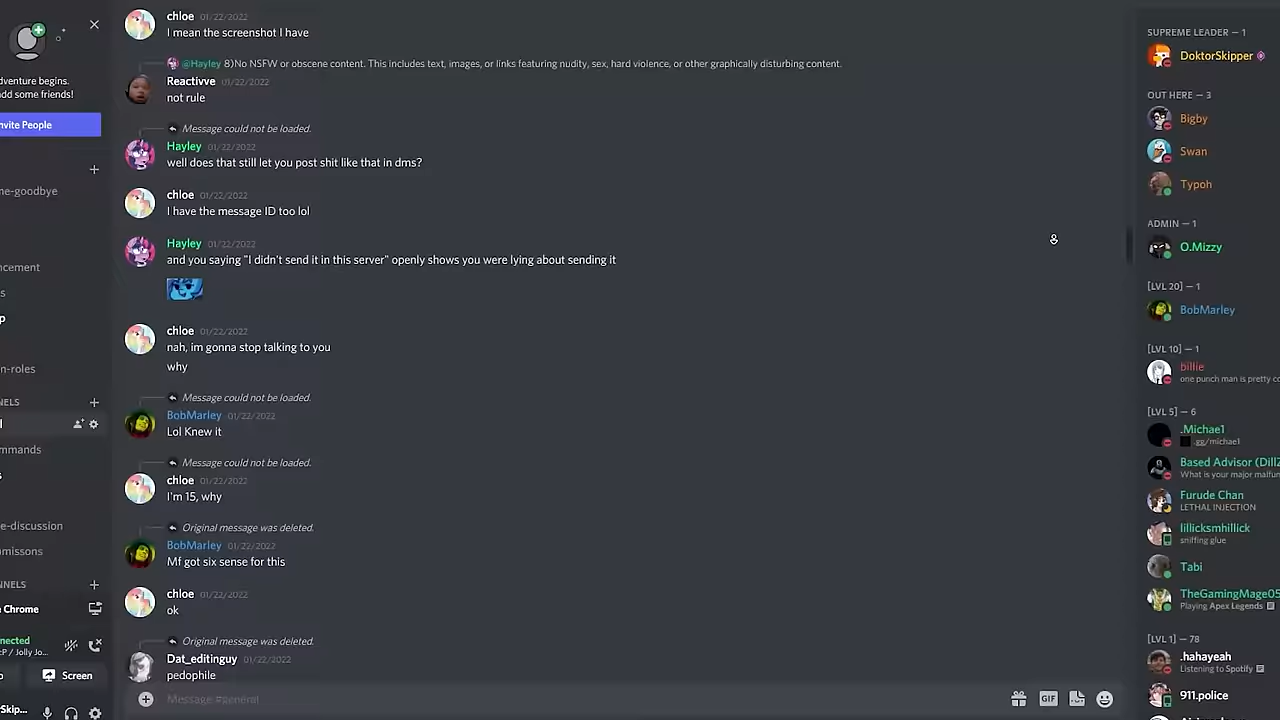 dventure begins.
dd some friends!
nvite People
me-goodbye
ncement
s
p
n-roles
NELS
l
mmands
s
e-discussion
omissons
NNELS
e Chrome
nnected
cP / Jolly Jo...
o
Screen
Skip...
chloe 01/22/2022
I mean the screenshot I have
@Hayley 8)No NSFW or obscene content. This includes text, images, or links featuring nudity, sex, hard violence, or other graphically disturbing content.
Reactivve 01/22/2022
not rule
Message could not be loaded.
Hayley 01/22/2022
well does that still let you post shit like that in dms?
chloe 01/22/2022
I have the message ID too lol
Hayley 01/22/2022
and you saying "I didn't send it in this server" openly shows you were lying about sending it
chloe 01/22/2022
nah, im gonna stop talking to you
why
Message could not be loaded.
BobMarley 01/22/2022
Lol Knew it
Message could not be loaded.
chloe 01/22/2022
I'm 15, why
Original message was deleted.
BobMarley 01/22/2022
Mf got six sense for this
chloe 01/22/2022
ok
Original message was deleted.
Dat_editinguy 01/22/2022
pedophile
Message #general
GIF
SUPREME LEADER — 1
DoktorSkipper
OUT HERE — 3
Bigby
Swan
Typoh
ADMIN — 1
O.Mizzy
[LVL 20] — 1
BobMarley
[LVL 10] — 1
billie
one punch man is pretty co
[LVL 5] — 6
.Michae1
.gg/michae1
Based Advisor (DillZ
What is your major malfun
Furude Chan
LETHAL INJECTION
lillicksmhillick
sniffing glue
Tabi
TheGamingMage05
Playing Apex Legends
[LVL 1] — 78
.hahayeah
Listening to Spotify
911.police